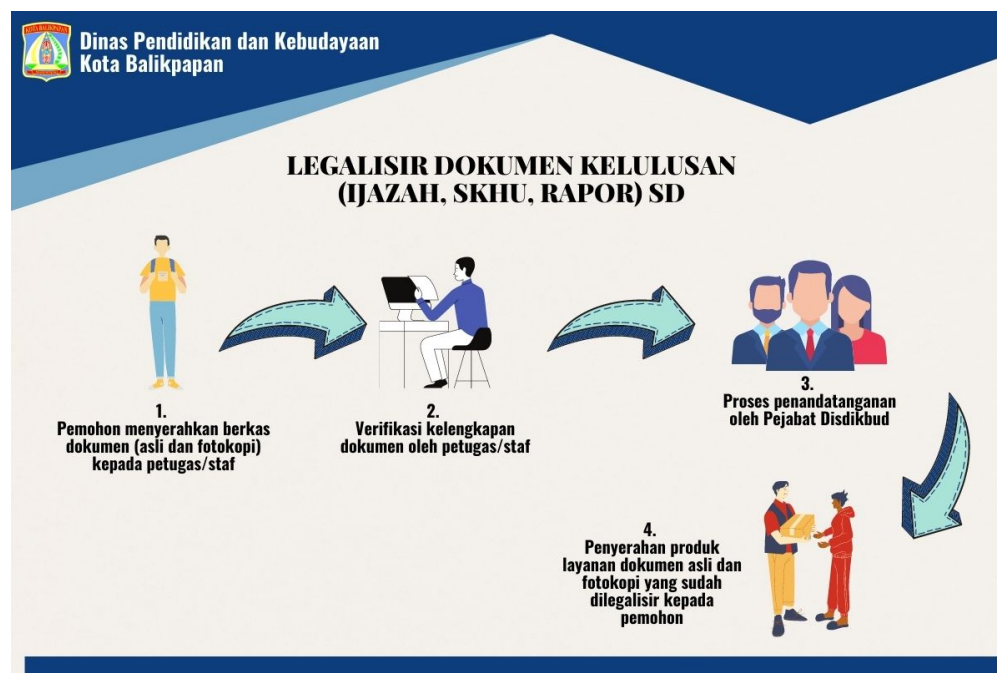 KOTA BALIKPAPAN
Dinas Pendidikan dan Kebudayaan
Kota Balikpapan
LEGALISIR DOKUMEN KELULUSAN
(IJAZAH, SKHU, RAPOR) SD
1.
Pemohon menyerahkan berkas
dokumen (asli dan fotokopi)
kepada petugas/staf
2.
Verifikasi kelengkapan
dokumen oleh petugas/staf
3.
Proses penandatanganan
oleh Pejabat Disdikbud
4.
Penyerahan produk
layanan dokumen asli dan
fotokopi yang sudah
dilegalisir kepada
pemohon